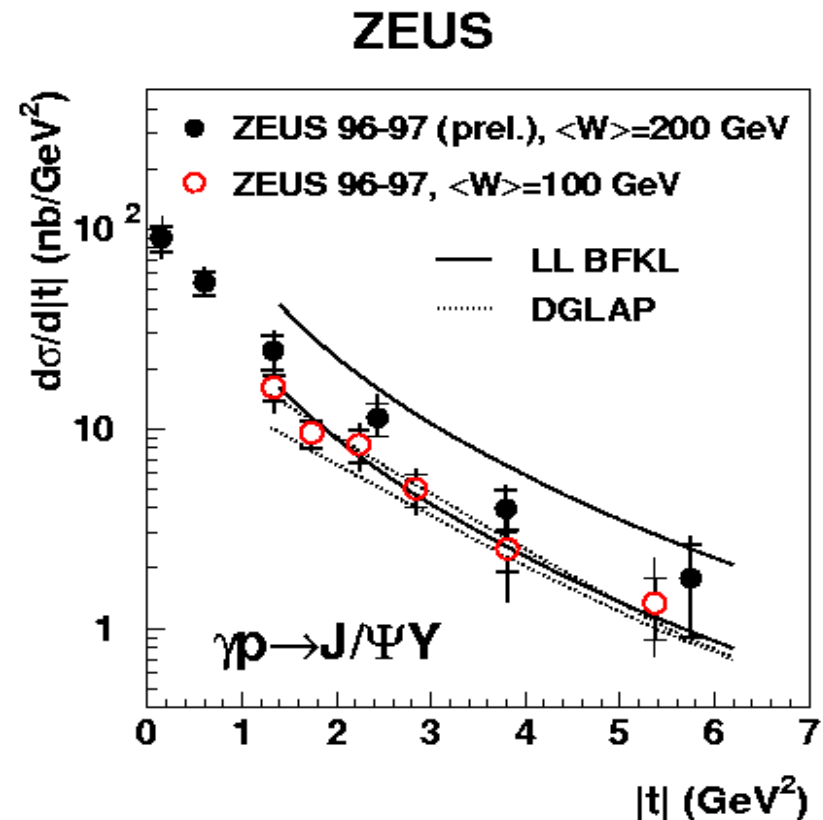 ZEUS
dσ/d|t| (nb/GeV²)
ZEUS 96-97 (prel.), <W>=200 GeV
ZEUS 96-97, <W>=100 GeV
LL BFKL
DGLAP
10²
10
1
γp→J/ΨY
0 1 2 3 4 5 6 7
|t| (GeV²)